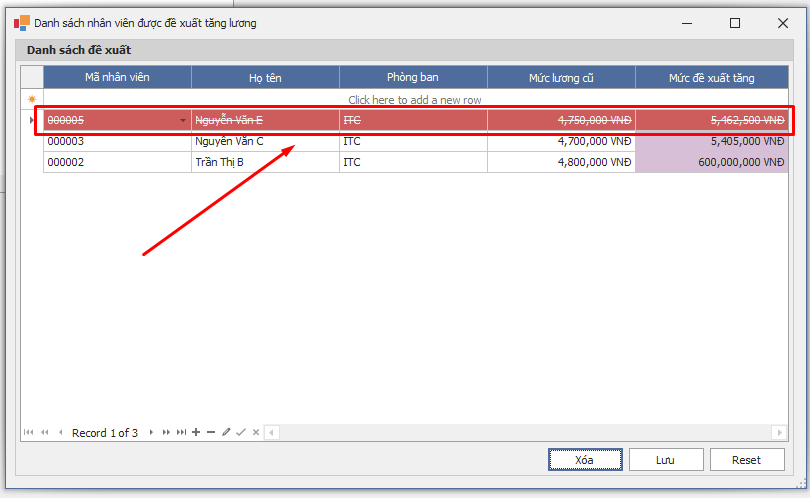 Danh sách nhân viên được đề xuất tăng lương
Danh sách đề xuất
Mã nhân viên Họ tên Phòng ban Mức lương cũ Mức đề xuất tăng
Click here to add a new row
000005 Nguyễn Văn E ITC 4,750,000 VNĐ 5,462,500 VNĐ
000003 Nguyễn Văn C ITC 4,700,000 VNĐ 5,405,000 VNĐ
000002 Trần Thị B ITC 4,800,000 VNĐ 600,000,000 VNĐ
Record 1 of 3
Xóa Lưu Reset